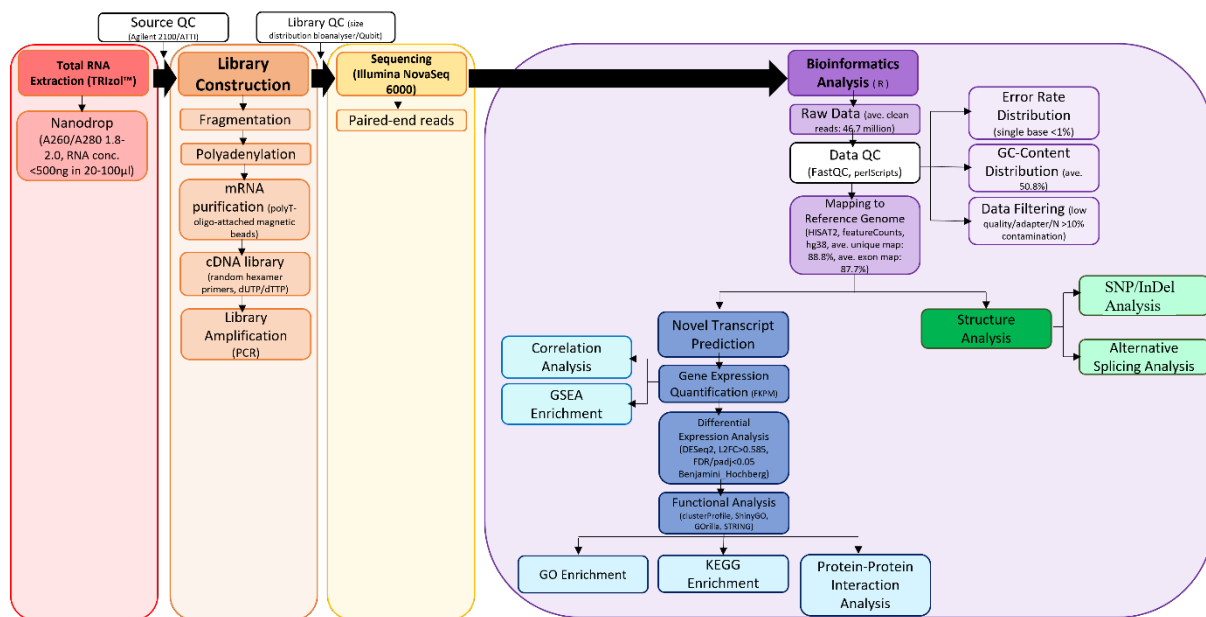 Source QC
(Agilent 2100/ATTI)
Library QC (size
distribution bioanalyser/Qubit)
Total RNA
Extraction (TRIzol™)
Nanodrop
(A260/A280 1.8-
2.0, RNA conc.
<500ng in 20-100µl)
Library
Construction
Fragmentation
Polyadenylation
mRNA
purification (polyT-
oligo-attached magnetic
beads)
cDNA library
(random hexamer
primers, dUTP/dTTP)
Library
Amplification
(PCR)
Sequencing
(Illumina NovaSeq
6000)
Paired-end reads
Bioinformatics
Analysis ( R )
Raw Data (ave. clean
reads: 46.7 million)
Data QC
(FastQC, perlScripts)
Error Rate
Distribution
(single base <1%)
GC-Content
Distribution (ave.
50.8%)
Data Filtering (low
quality/adapter/N >10%
contamination)
Mapping to
Reference Genome
(HISAT2, featureCounts,
hg38, ave. unique map:
88.8%, ave. exon map:
87.7%)
Novel Transcript
Prediction
Correlation
Analysis
GSEA
Enrichment
Gene Expression
Quantification (FKPM)
Differential
Expression Analysis
(DESeq2, L2FC>0.585,
FDR/padj<0.05
Benjamini_Hochberg)
Functional Analysis
(clusterProfile, ShinyGO,
GOrilla, STRING)
GO Enrichment
KEGG
Enrichment
Protein-Protein
Interaction
Analysis
Structure
Analysis
SNP/InDel
Analysis
Alternative
Splicing Analysis